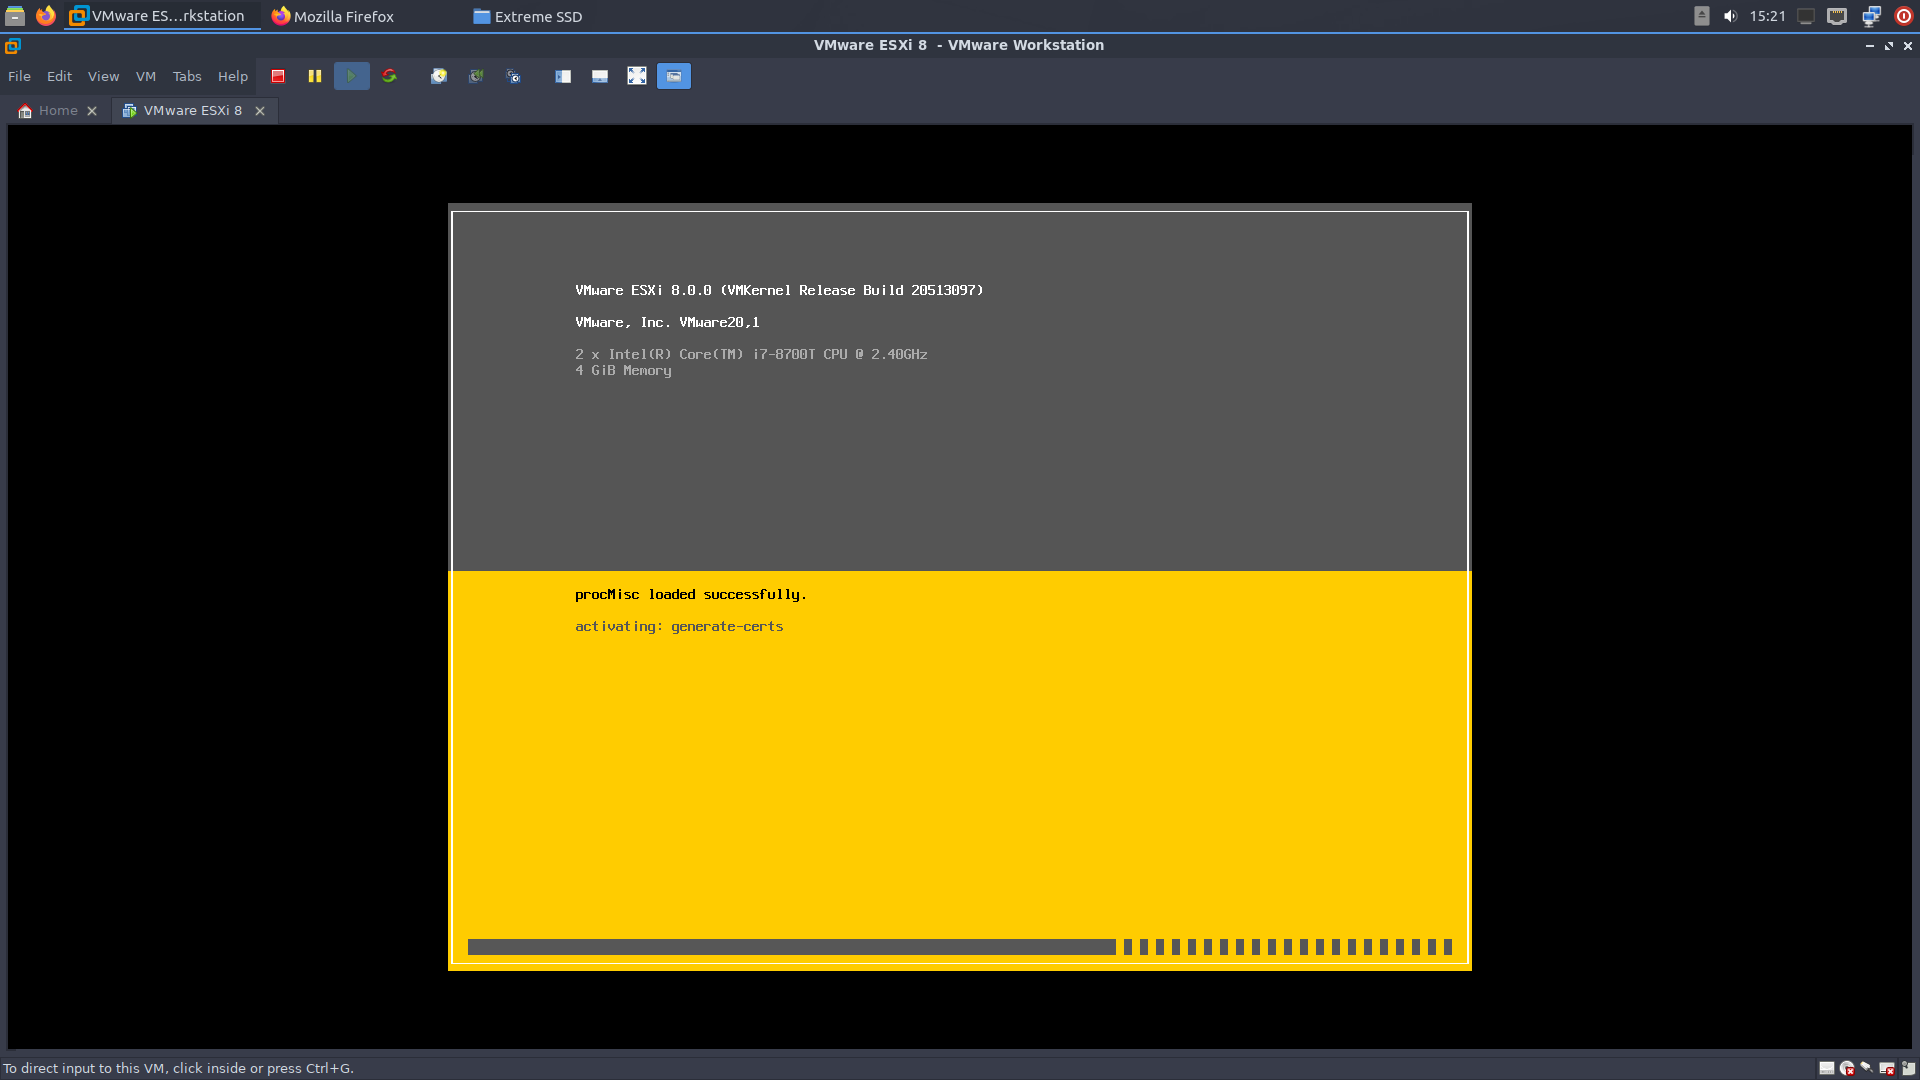 VMware ES...rkstation
Mozilla Firefox
Extreme SSD
15:21
VMware ESXi 8 - VMware Workstation
File Edit View VM Tabs Help
Home
VMware ESXi 8
VMware ESXi 8.0.0 (VMKernel Release Build 20513097)
VMware, Inc. VMware20,1
2 x Intel(R) Core(TM) i7-8700T CPU @ 2.40GHz
4 GiB Memory
procMisc loaded successfully.
activating: generate-certs
To direct input to this VM, click inside or press Ctrl+G.